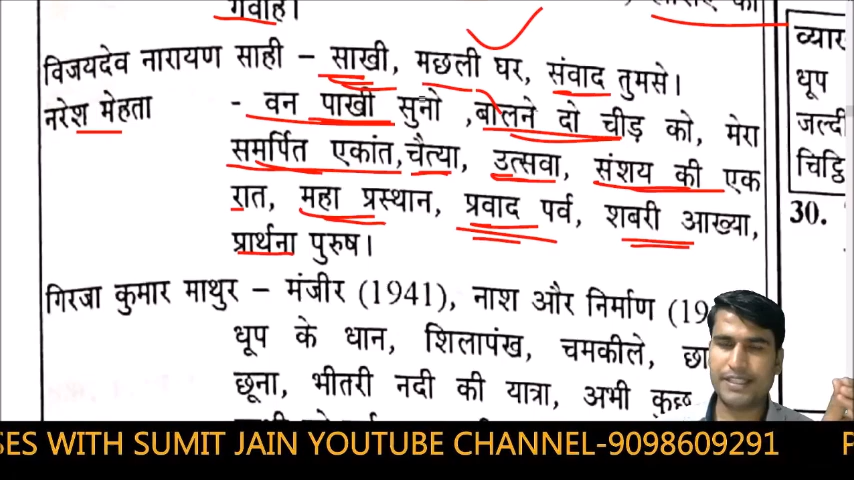 गवाह।
विजयदेव नारायण साही – साखी, मछली घर, संवाद तुमसे।
व्याख
धूप
नरेश मेहता - वन पाखी सुनो ,बोलने दो चीड़ को, मेरा
जल्दी
समर्पित एकांत, चैत्या, उत्सवा, संशय की एक
चिट्ठि
रात, महा प्रस्थान, प्रवाद पर्व, शबरी आख्या,
30.
प्रार्थना पुरुष।
गिरजा कुमार माथुर – मंजीर (1941), नाश और निर्माण (19
धूप के धान, शिलापंख, चमकीले, छा
छूना, भीतरी नदी की यात्रा, अभी कुछ
SES WITH SUMIT JAIN YOUTUBE CHANNEL-9098609291 P